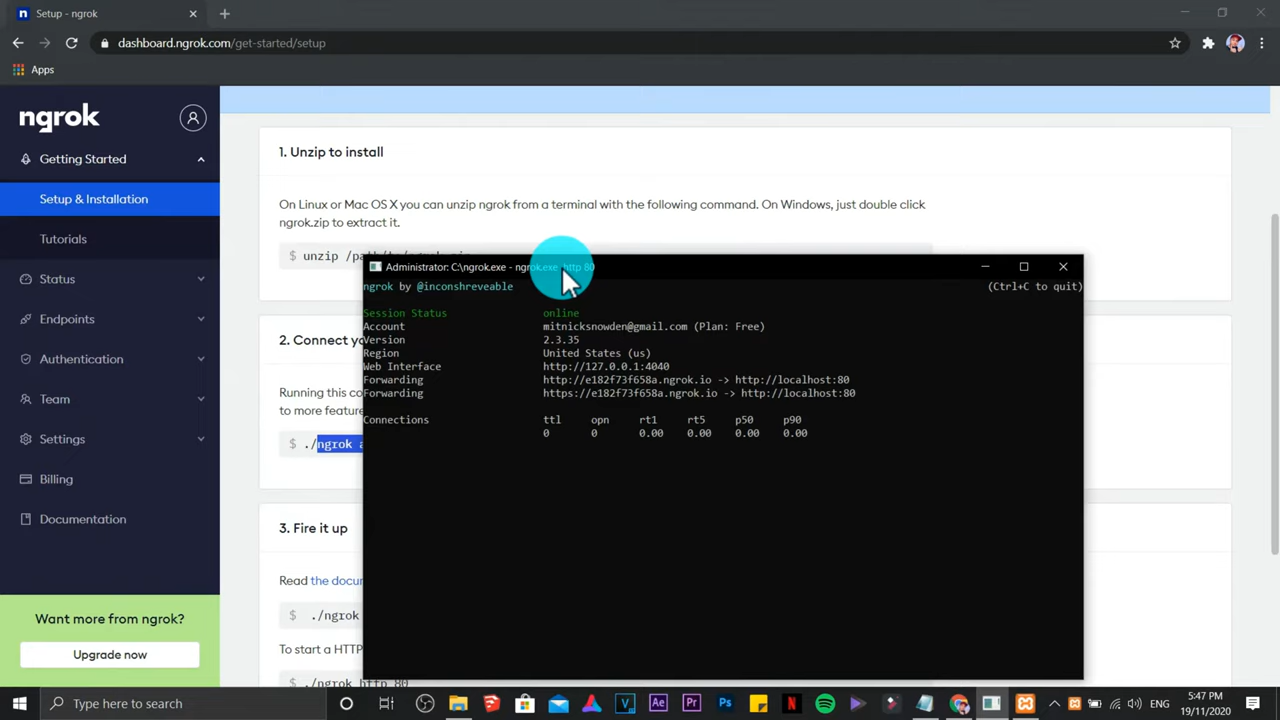 Setup - ngrok
dashboard.ngrok.com/get-started/setup
Apps
ngrok
Getting Started
Setup & Installation
Tutorials
Status
Endpoints
Authentication
Team
Settings
Billing
Documentation
Want more from ngrok?
Upgrade now
1. Unzip to install
On Linux or Mac OS X you can unzip ngrok from a terminal with the following command. On Windows, just double click
ngrok.zip to extract it.
$ unzip
2. Connect
Running this
to more
$ ./ngrok
3. Fire it up
Read the
$ ./ngrok
To start a HTTP
./ngrok http 80
Administrator: C:\ngrok.exe - ngrok.exe http 80
ngrok by @inconshreveable (Ctrl+C to quit)
Session Status online
Account mitnicksnowden@gmail.com (Plan: Free)
Version 2.3.35
Region United States (us)
Web Interface http://127.0.0.1:4040
Forwarding http://e182f73f658a.ngrok.io -> http://localhost:80
Forwarding https://e182f73f658a.ngrok.io -> http://localhost:80
Connections ttl opn rt1 rt5 p50 p90
0 0 0.00 0.00 0.00 0.00
Type here to search
ENG
5:47 PM
19/11/2020